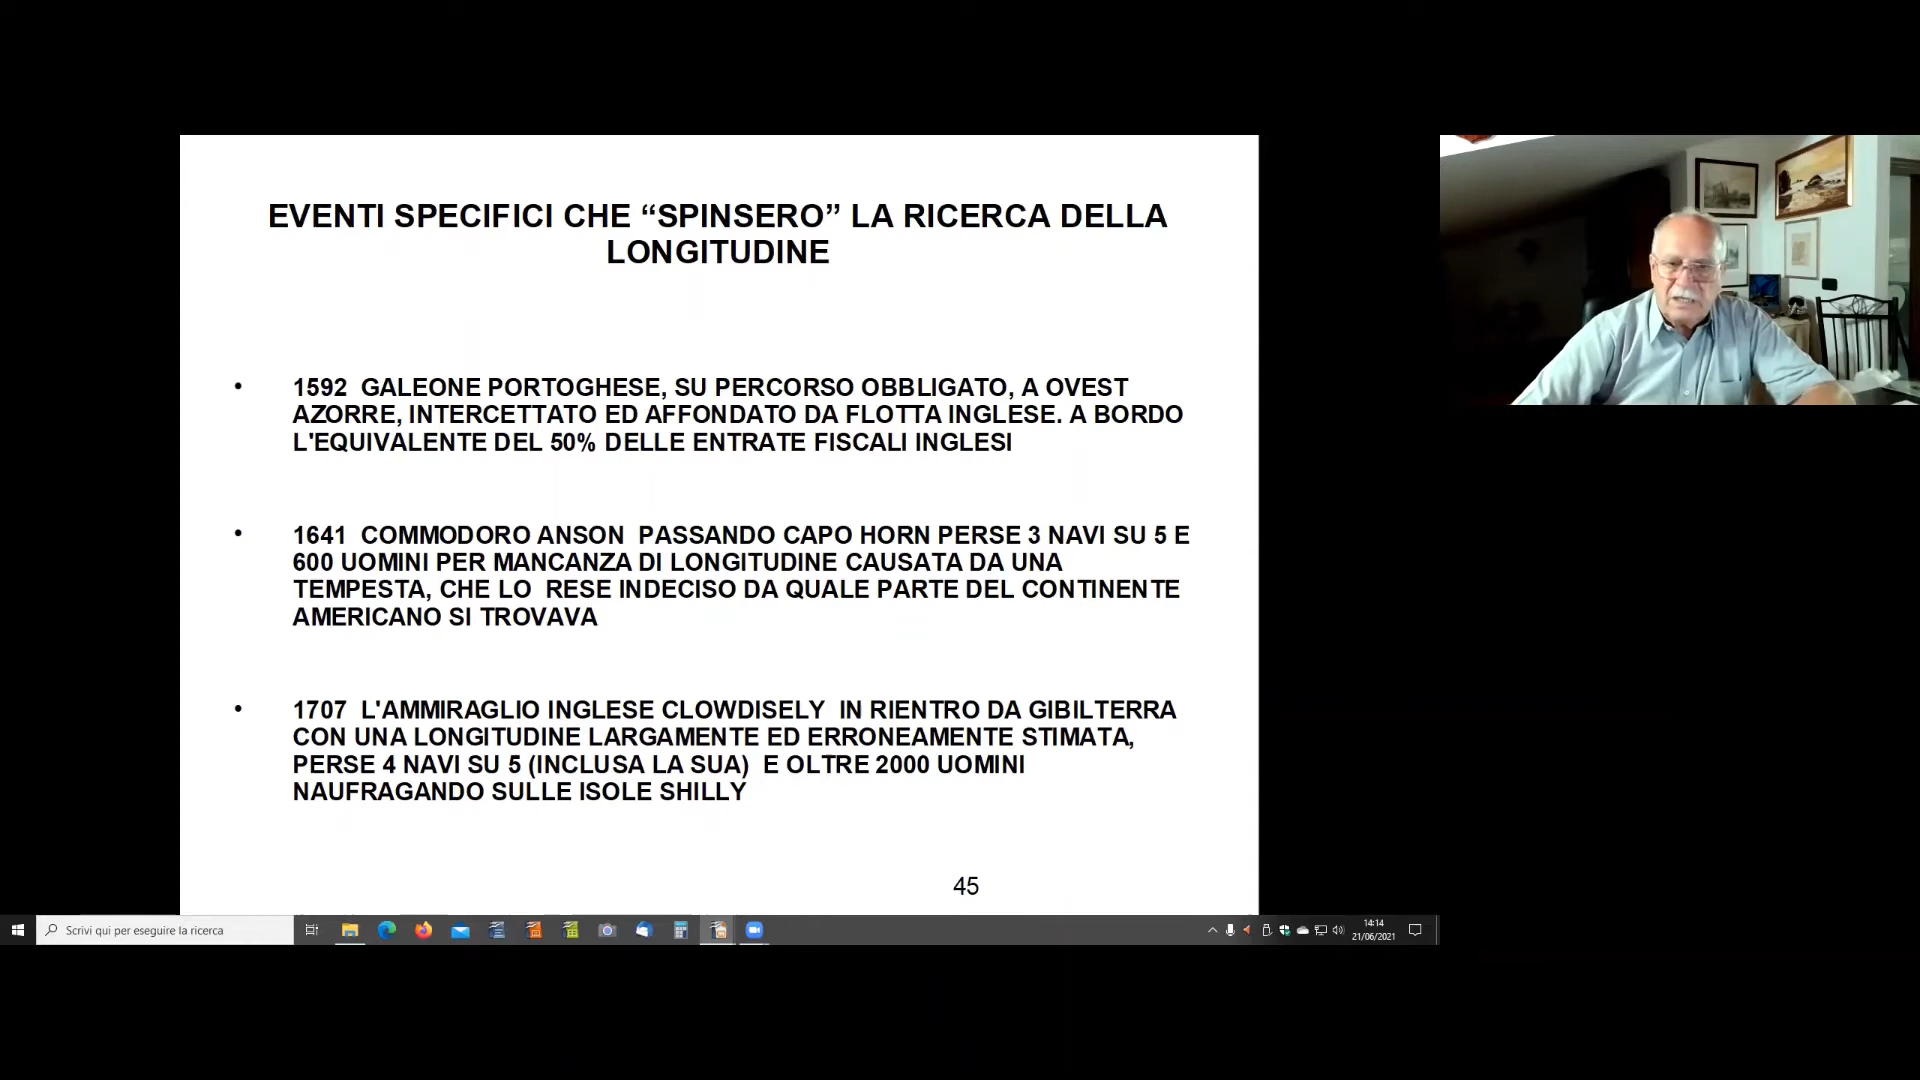 EVENTI SPECIFICI CHE “SPINSERO” LA RICERCA DELLA
LONGITUDINE
• 1592 GALEONE PORTOGHESE, SU PERCORSO OBBLIGATO, A OVEST
AZORRE, INTERCETTATO ED AFFONDATO DA FLOTTA INGLESE. A BORDO
L'EQUIVALENTE DEL 50% DELLE ENTRATE FISCALI INGLESI
• 1641 COMMODORO ANSON PASSANDO CAPO HORN PERSE 3 NAVI SU 5 E
600 UOMINI PER MANCANZA DI LONGITUDINE CAUSATA DA UNA
TEMPESTA, CHE LO RESE INDECISO DA QUALE PARTE DEL CONTINENTE
AMERICANO SI TROVAVA
• 1707 L'AMMIRAGLIO INGLESE CLOWDISELY IN RIENTRO DA GIBILTERRA
CON UNA LONGITUDINE LARGAMENTE ED ERRONEAMENTE STIMATA,
PERSE 4 NAVI SU 5 (INCLUSA LA SUA) E OLTRE 2000 UOMINI
NAUFRAGANDO SULLE ISOLE SHILLY
45
Scrivi qui per eseguire la ricerca
14:14
21/06/2021